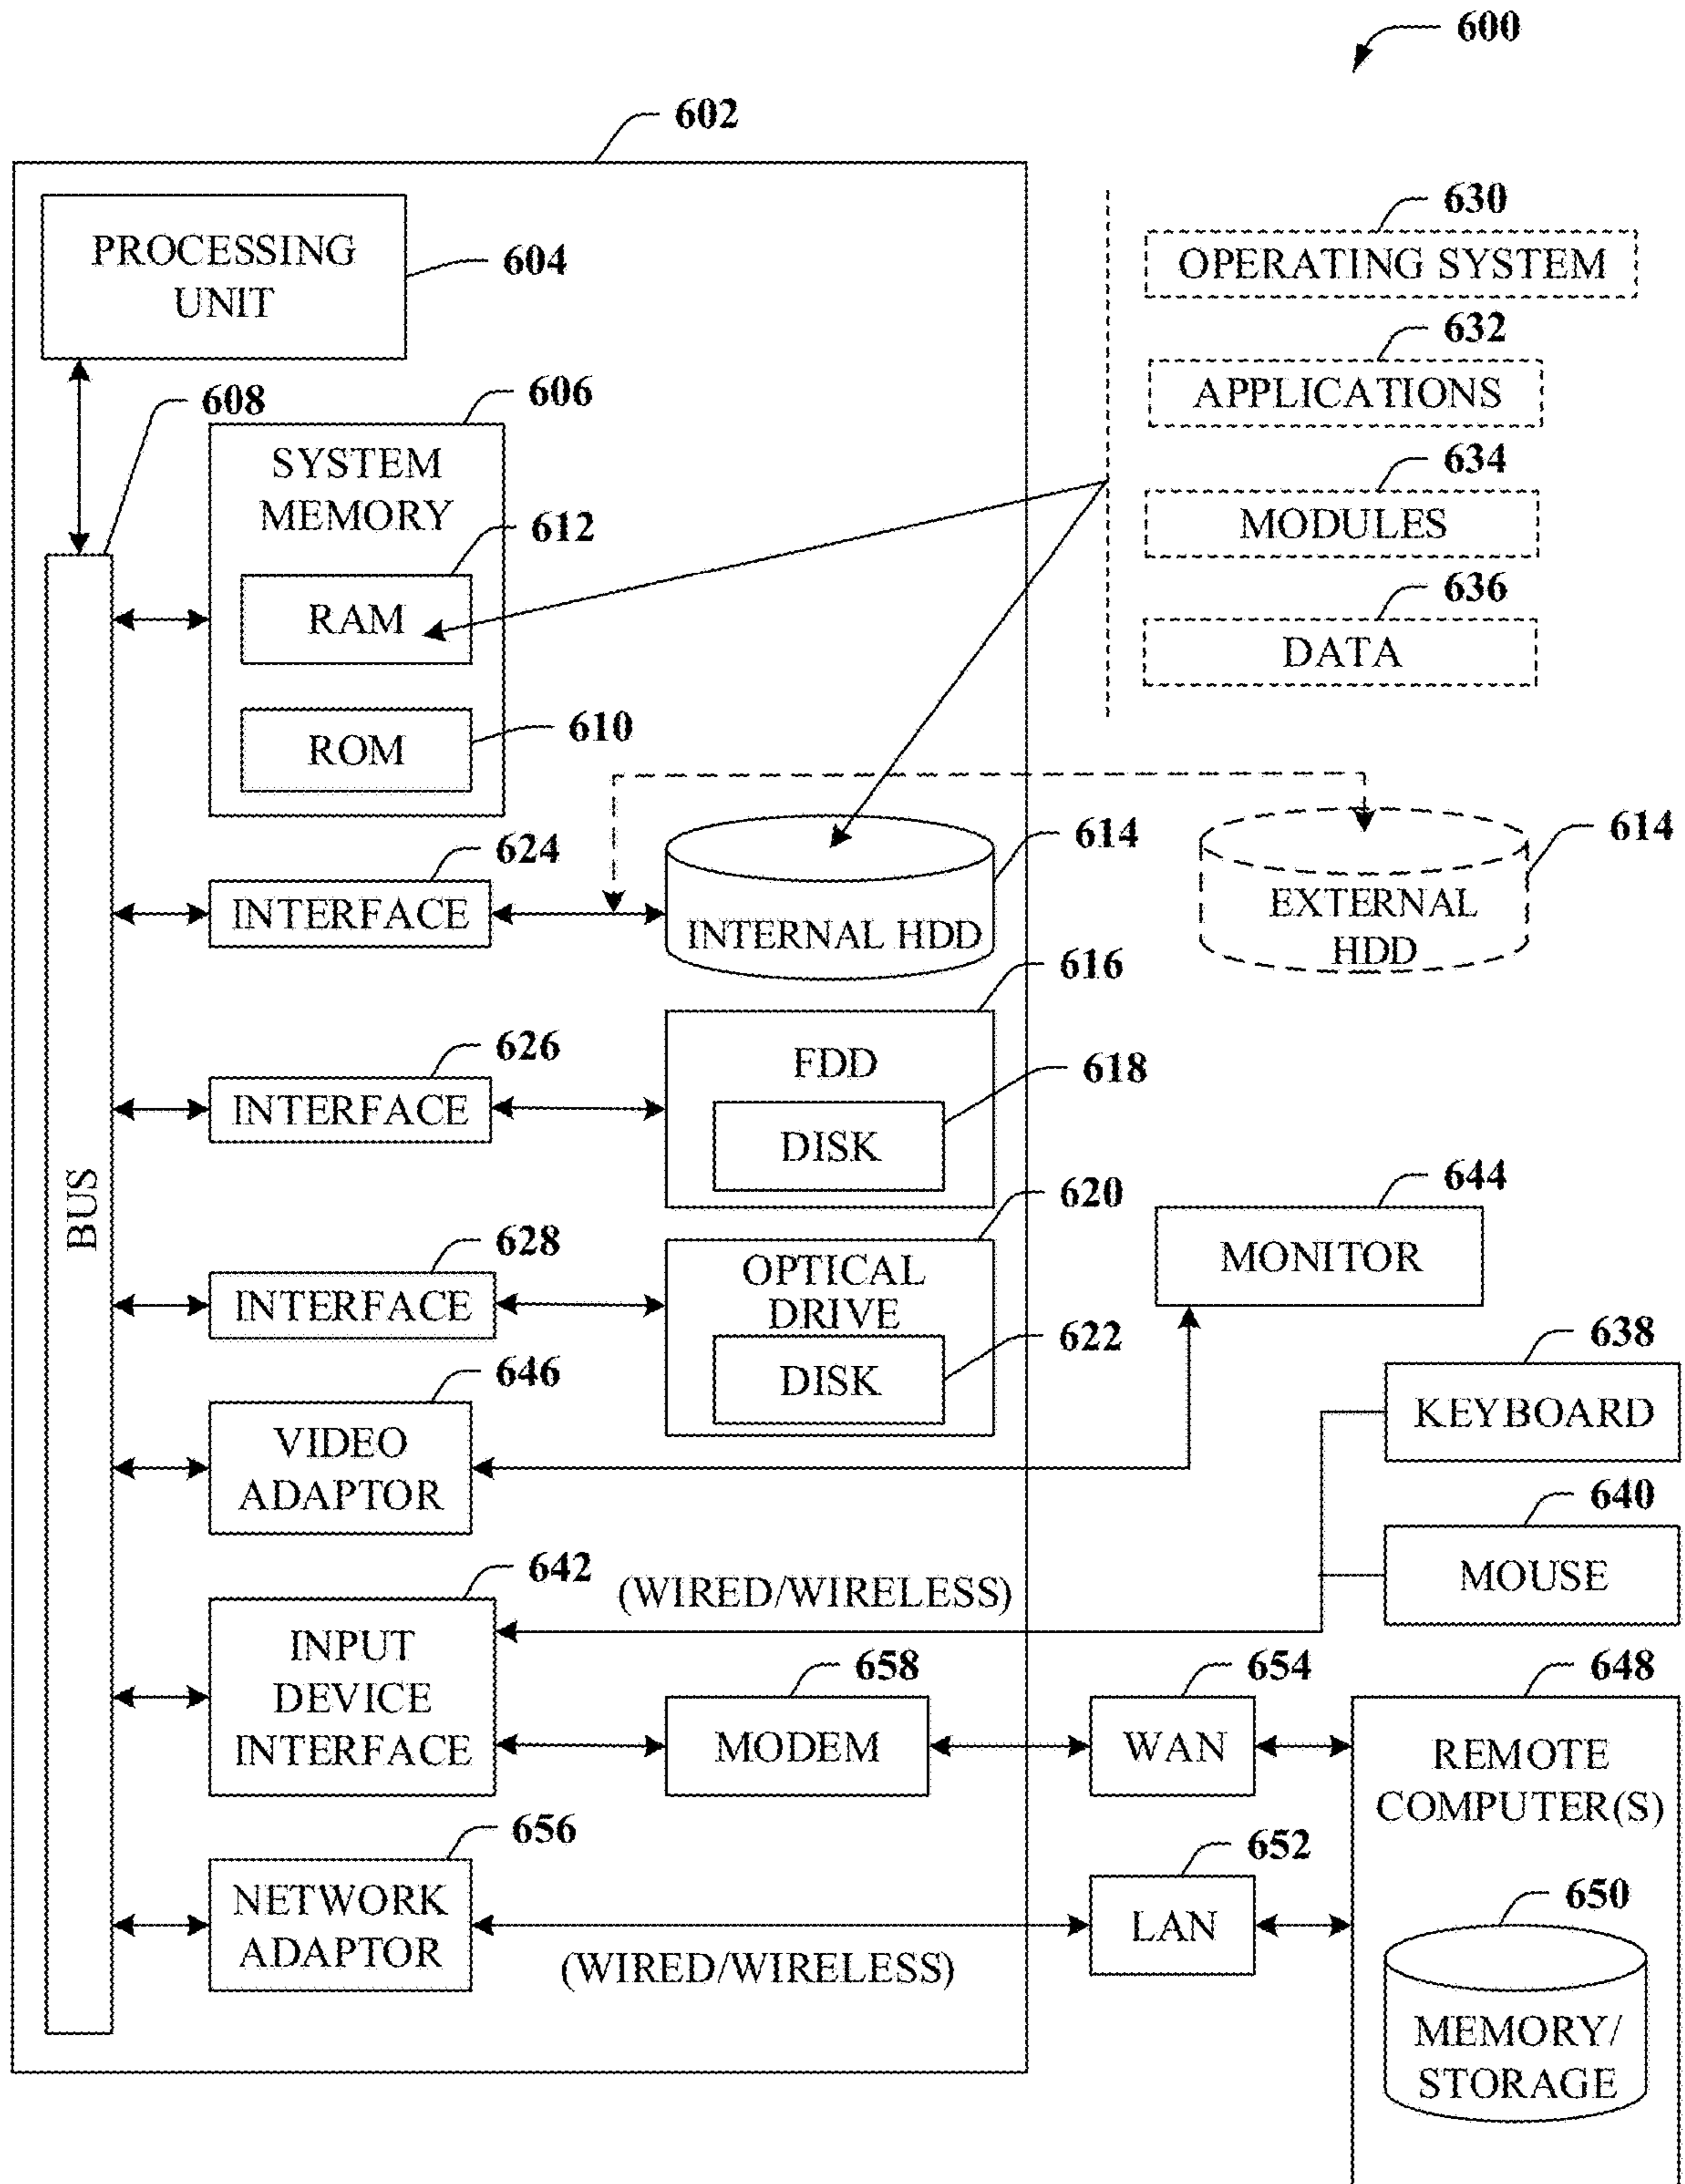 600
602
PROCESSING
UNIT
604
608
606
SYSTEM
MEMORY
612
RAM
ROM
610
630
OPERATING SYSTEM
632
APPLICATIONS
634
MODULES
636
DATA
624
INTERFACE
INTERNAL HDD
614
EXTERNAL
HDD
614
626
INTERFACE
616
FDD
618
DISK
BUS
628
INTERFACE
620
OPTICAL
DRIVE
622
DISK
644
MONITOR
646
VIDEO
ADAPTOR
638
KEYBOARD
640
MOUSE
642
INPUT
DEVICE
INTERFACE
(WIRED/WIRELESS)
658
MODEM
654
WAN
648
REMOTE
COMPUTER(S)
656
NETWORK
ADAPTOR
(WIRED/WIRELESS)
652
LAN
650
MEMORY/
STORAGE